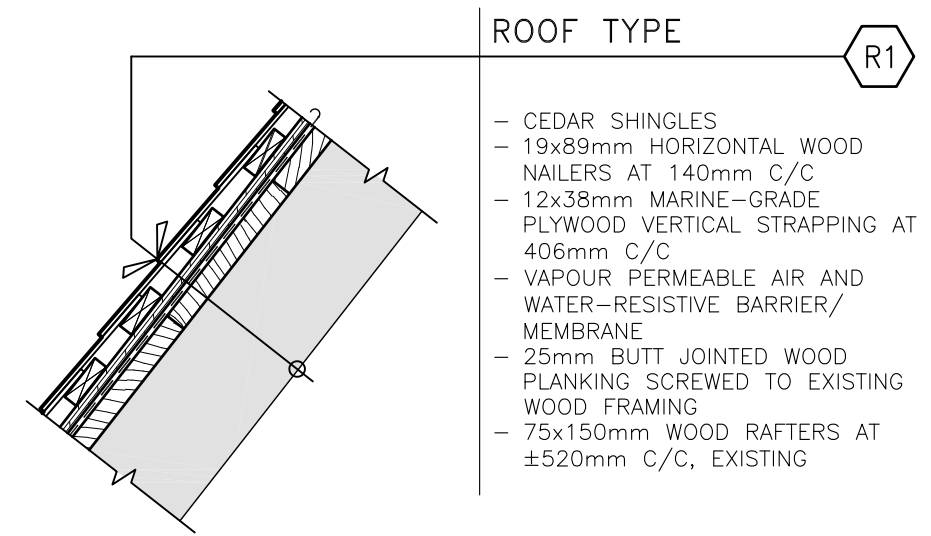 ROOF TYPE
R1
– CEDAR SHINGLES
– 19x89mm HORIZONTAL WOOD
NAILERS AT 140mm C/C
– 12x38mm MARINE–GRADE
PLYWOOD VERTICAL STRAPPING AT
406mm C/C
– VAPOUR PERMEABLE AIR AND
WATER–RESISTIVE BARRIER/
MEMBRANE
– 25mm BUTT JOINTED WOOD
PLANKING SCREWED TO EXISTING
WOOD FRAMING
– 75x150mm WOOD RAFTERS AT
±520mm C/C, EXISTING